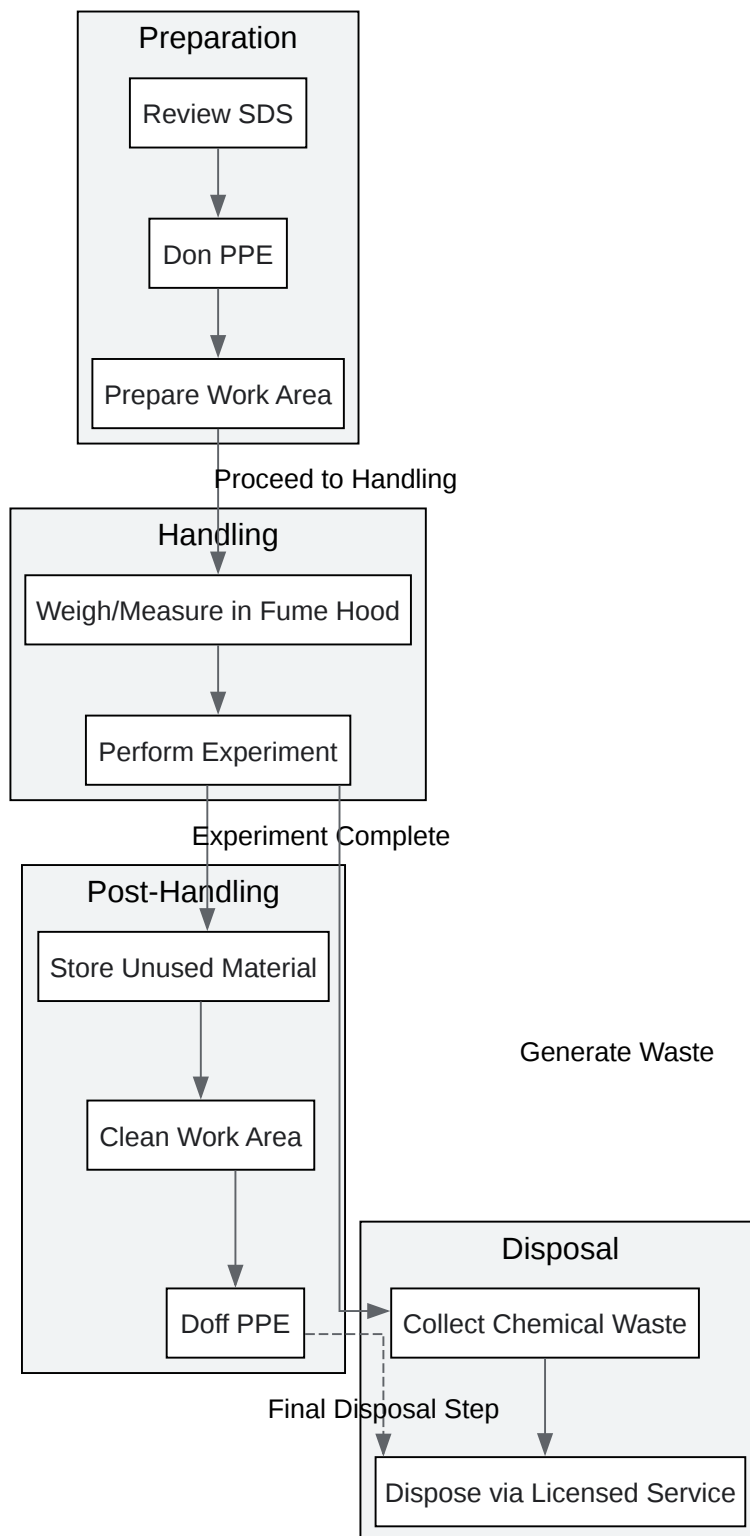 Preparation
Review SDS
Don PPE
Prepare Work Area
Proceed to Handling
Handling
Weigh/Measure in Fume Hood
Perform Experiment
Experiment Complete
Post-Handling
Store Unused Material
Generate Waste
Clean Work Area
Disposal
Doff PPE
Collect Chemical Waste
Final Disposal Step
Dispose via Licensed Service